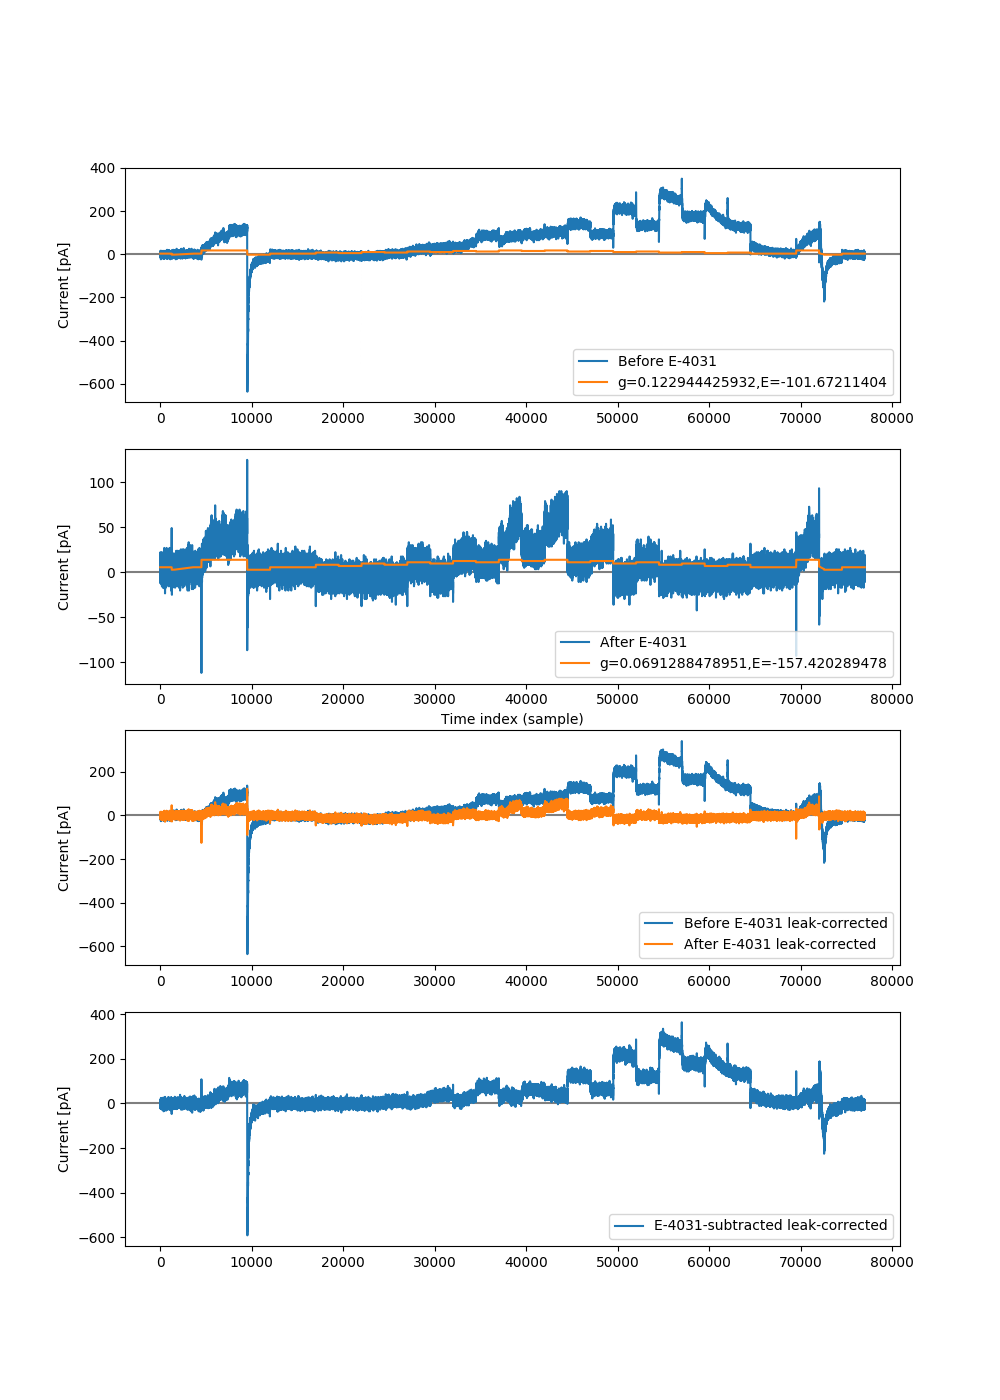 400
200
0
−200
−400
−600
Current [pA]
Before E-4031
g=0.122944425932,E=-101.67211404
0 10000 20000 30000 40000 50000 60000 70000 80000
100
50
0
−50
−100
Current [pA]
After E-4031
g=0.0691288478951,E=-157.420289478
0 10000 20000 30000 40000 50000 60000 70000 80000
Time index (sample)
200
0
−200
−400
−600
Current [pA]
Before E-4031 leak-corrected
After E-4031 leak-corrected
0 10000 20000 30000 40000 50000 60000 70000 80000
400
200
0
−200
−400
−600
Current [pA]
E-4031-subtracted leak-corrected
0 10000 20000 30000 40000 50000 60000 70000 80000